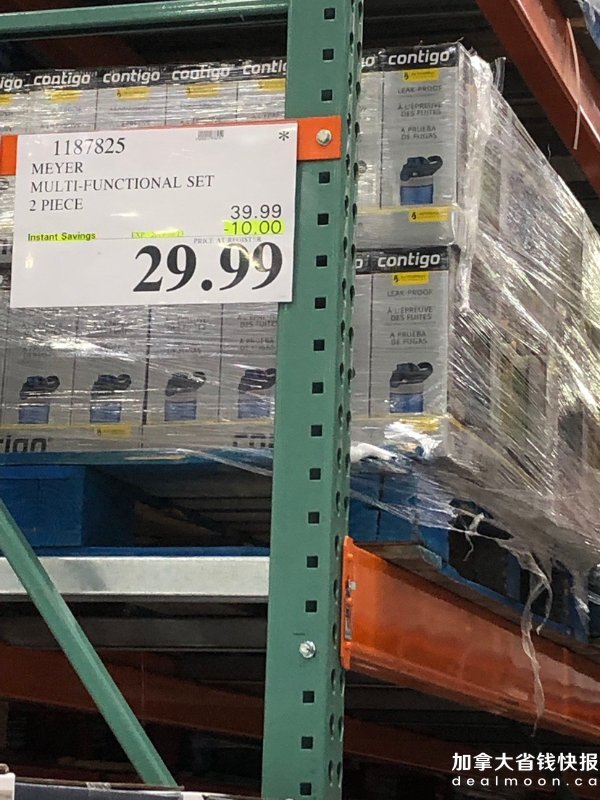 contigo contigo contigo contigo
1187825 *
MEYER
MULTI-FUNCTIONAL SET
2 PIECE
39.99
Instant Savings
-10.00
PRICE AT REGISTER
29.99
contigo
LEAK-PROOF
À L'ÉPREUVE
DES FUITES
A PRUEBA
DE FUGAS
contigo
LEAK-PROOF
À L'ÉPREUVE
DES FUITES
A PRUEBA
DE FUGAS
加拿大省钱快报
dealmoon.ca